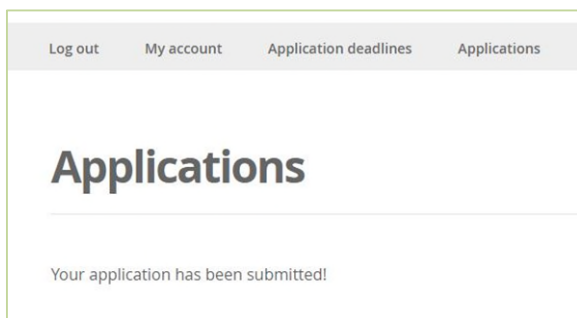 Log out My account Application deadlines Applications
Applications
Your application has been submitted!